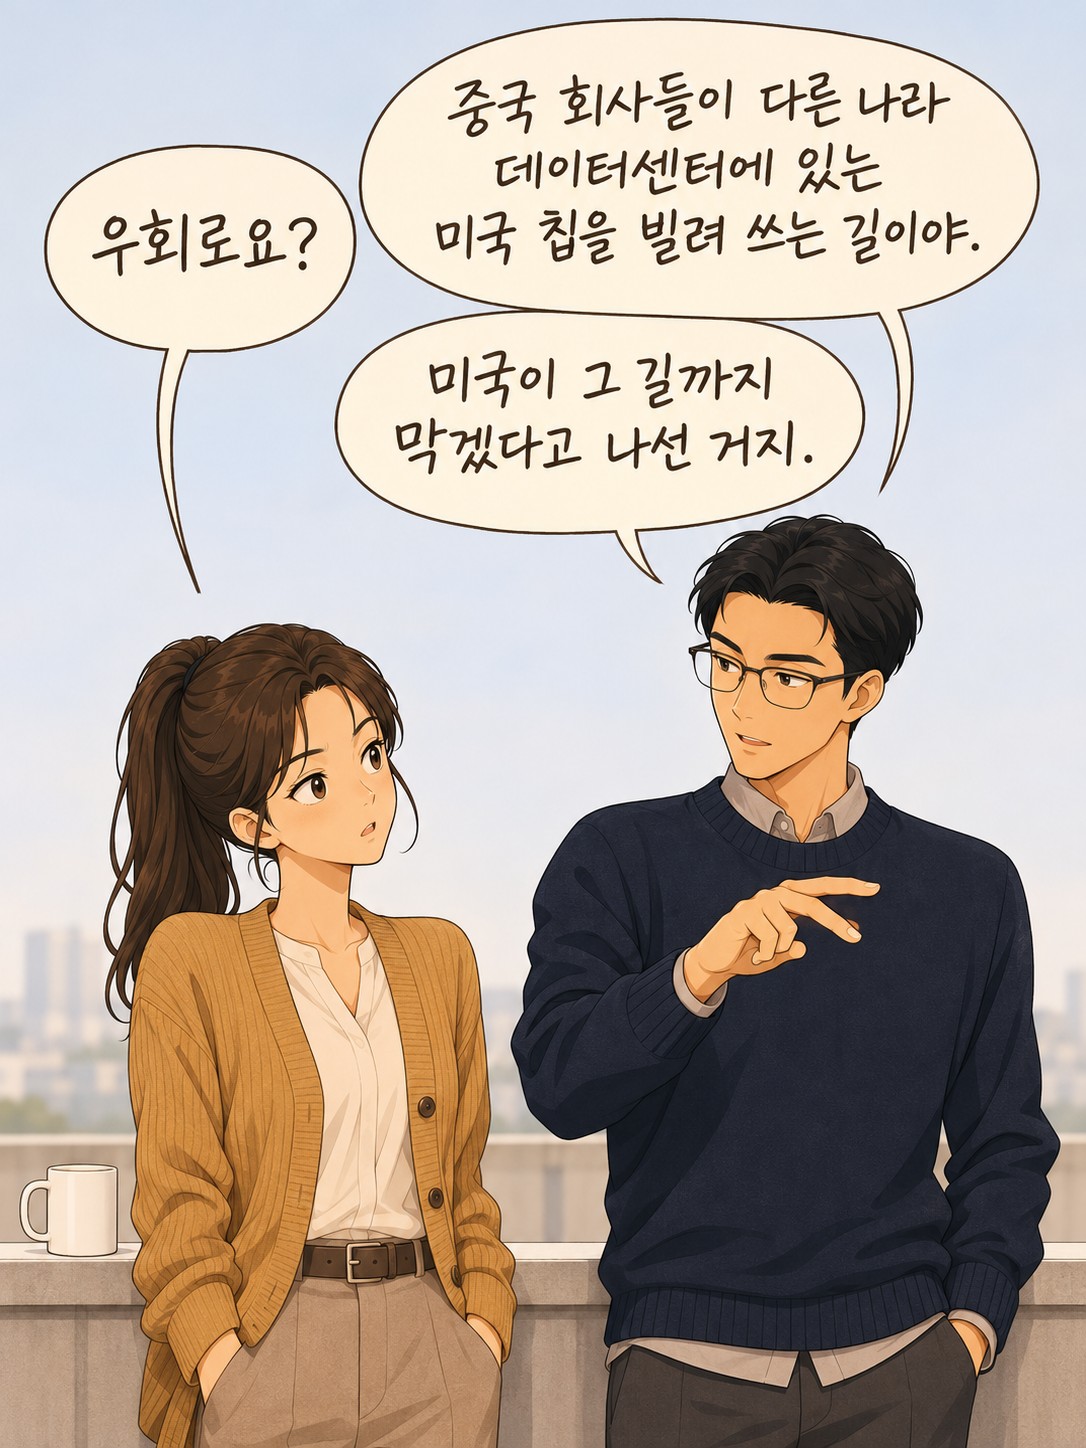 우회로요?
중국 회사들이 다른 나라
데이터센터에 있는
미국 칩을 빌려 쓰는 길이야.
미국이 그 길까지
막겠다고 나선 거지.